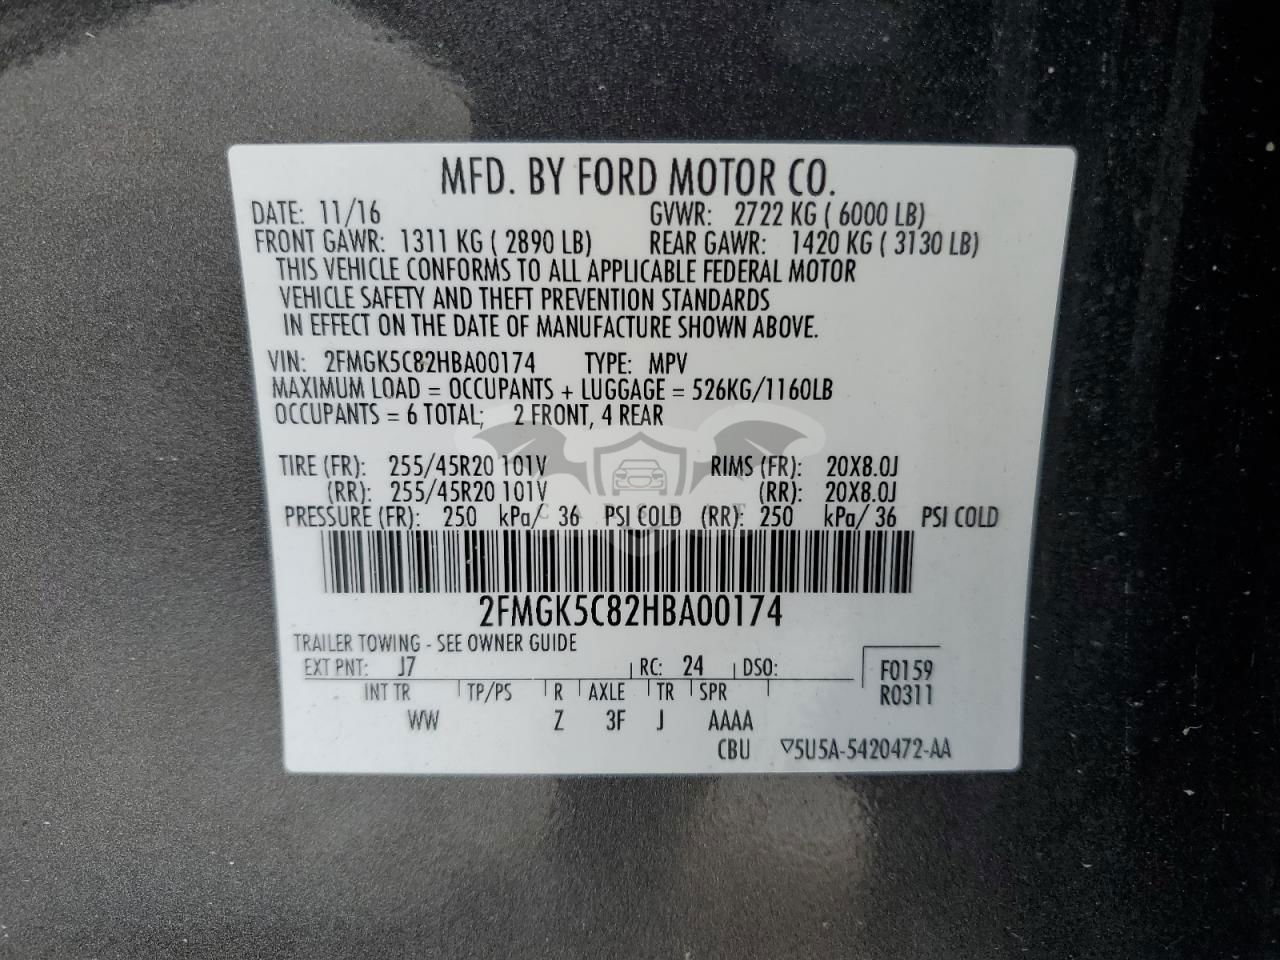 MFD. BY FORD MOTOR CO.
DATE: 11/16 GVWR: 2722 KG ( 6000 LB)
FRONT GAWR: 1311 KG ( 2890 LB) REAR GAWR: 1420 KG ( 3130 LB)
THIS VEHICLE CONFORMS TO ALL APPLICABLE FEDERAL MOTOR
VEHICLE SAFETY AND THEFT PREVENTION STANDARDS
IN EFFECT ON THE DATE OF MANUFACTURE SHOWN ABOVE.
VIN: 2FMGK5C82HBA00174 TYPE: MPV
MAXIMUM LOAD = OCCUPANTS + LUGGAGE = 526KG/1160LB
OCCUPANTS = 6 TOTAL; 2 FRONT, 4 REAR
TIRE (FR): 255/45R20 101V RIMS (FR): 20X8.0J
(RR): 255/45R20 101V (RR): 20X8.0J
PRESSURE (FR): 250 kPa/ 36 PSI COLD (RR): 250 kPa/ 36 PSI COLD
2FMGK5C82HBA00174
TRAILER TOWING - SEE OWNER GUIDE
EXT PNT: J7 RC: 24 DSO: F0159
INT TR TP/PS R AXLE TR SPR R0311
WW Z 3F J AAAA
CBU ▽5U5A-5420472-AA